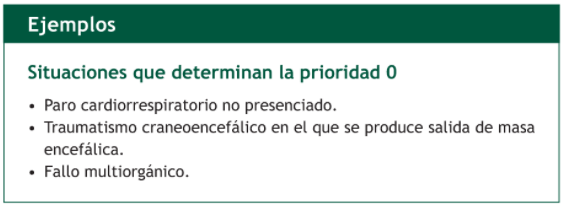 Ejemplos
Situaciones que determinan la prioridad 0
• Paro cardiorrespiratorio no presenciado.
• Traumatismo craneoencefálico en el que se produce salida de masa
encefálica.
• Fallo multiorgánico.